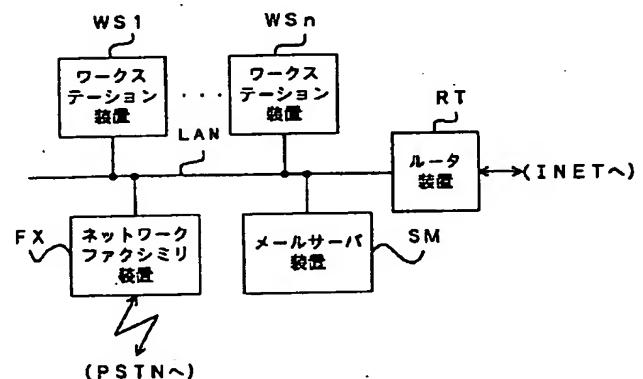 WS1
WSn
ワークス
テーション
装置
・・・
ワークス
テーション
装置
RT
LAN
ルータ
装置
(INETへ)
FX
ネットワーク
ファクシミリ
装置
メールサーバ
装置
SM
(PSTNへ)